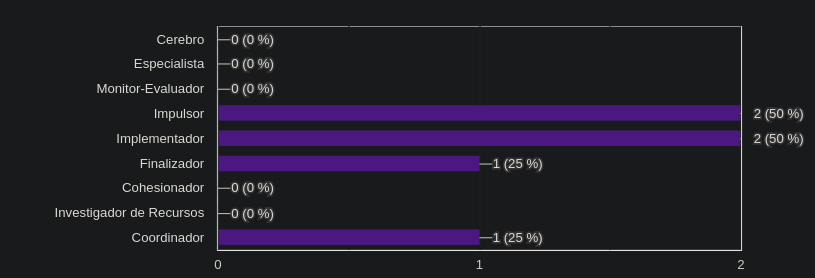 Cerebro 0 (0 %)
Especialista 0 (0 %)
Monitor-Evaluador 0 (0 %)
Impulsor 2 (50 %)
Implementador 2 (50 %)
Finalizador 1 (25 %)
Cohesionador 0 (0 %)
Investigador de Recursos 0 (0 %)
Coordinador 1 (25 %)
0 1 2